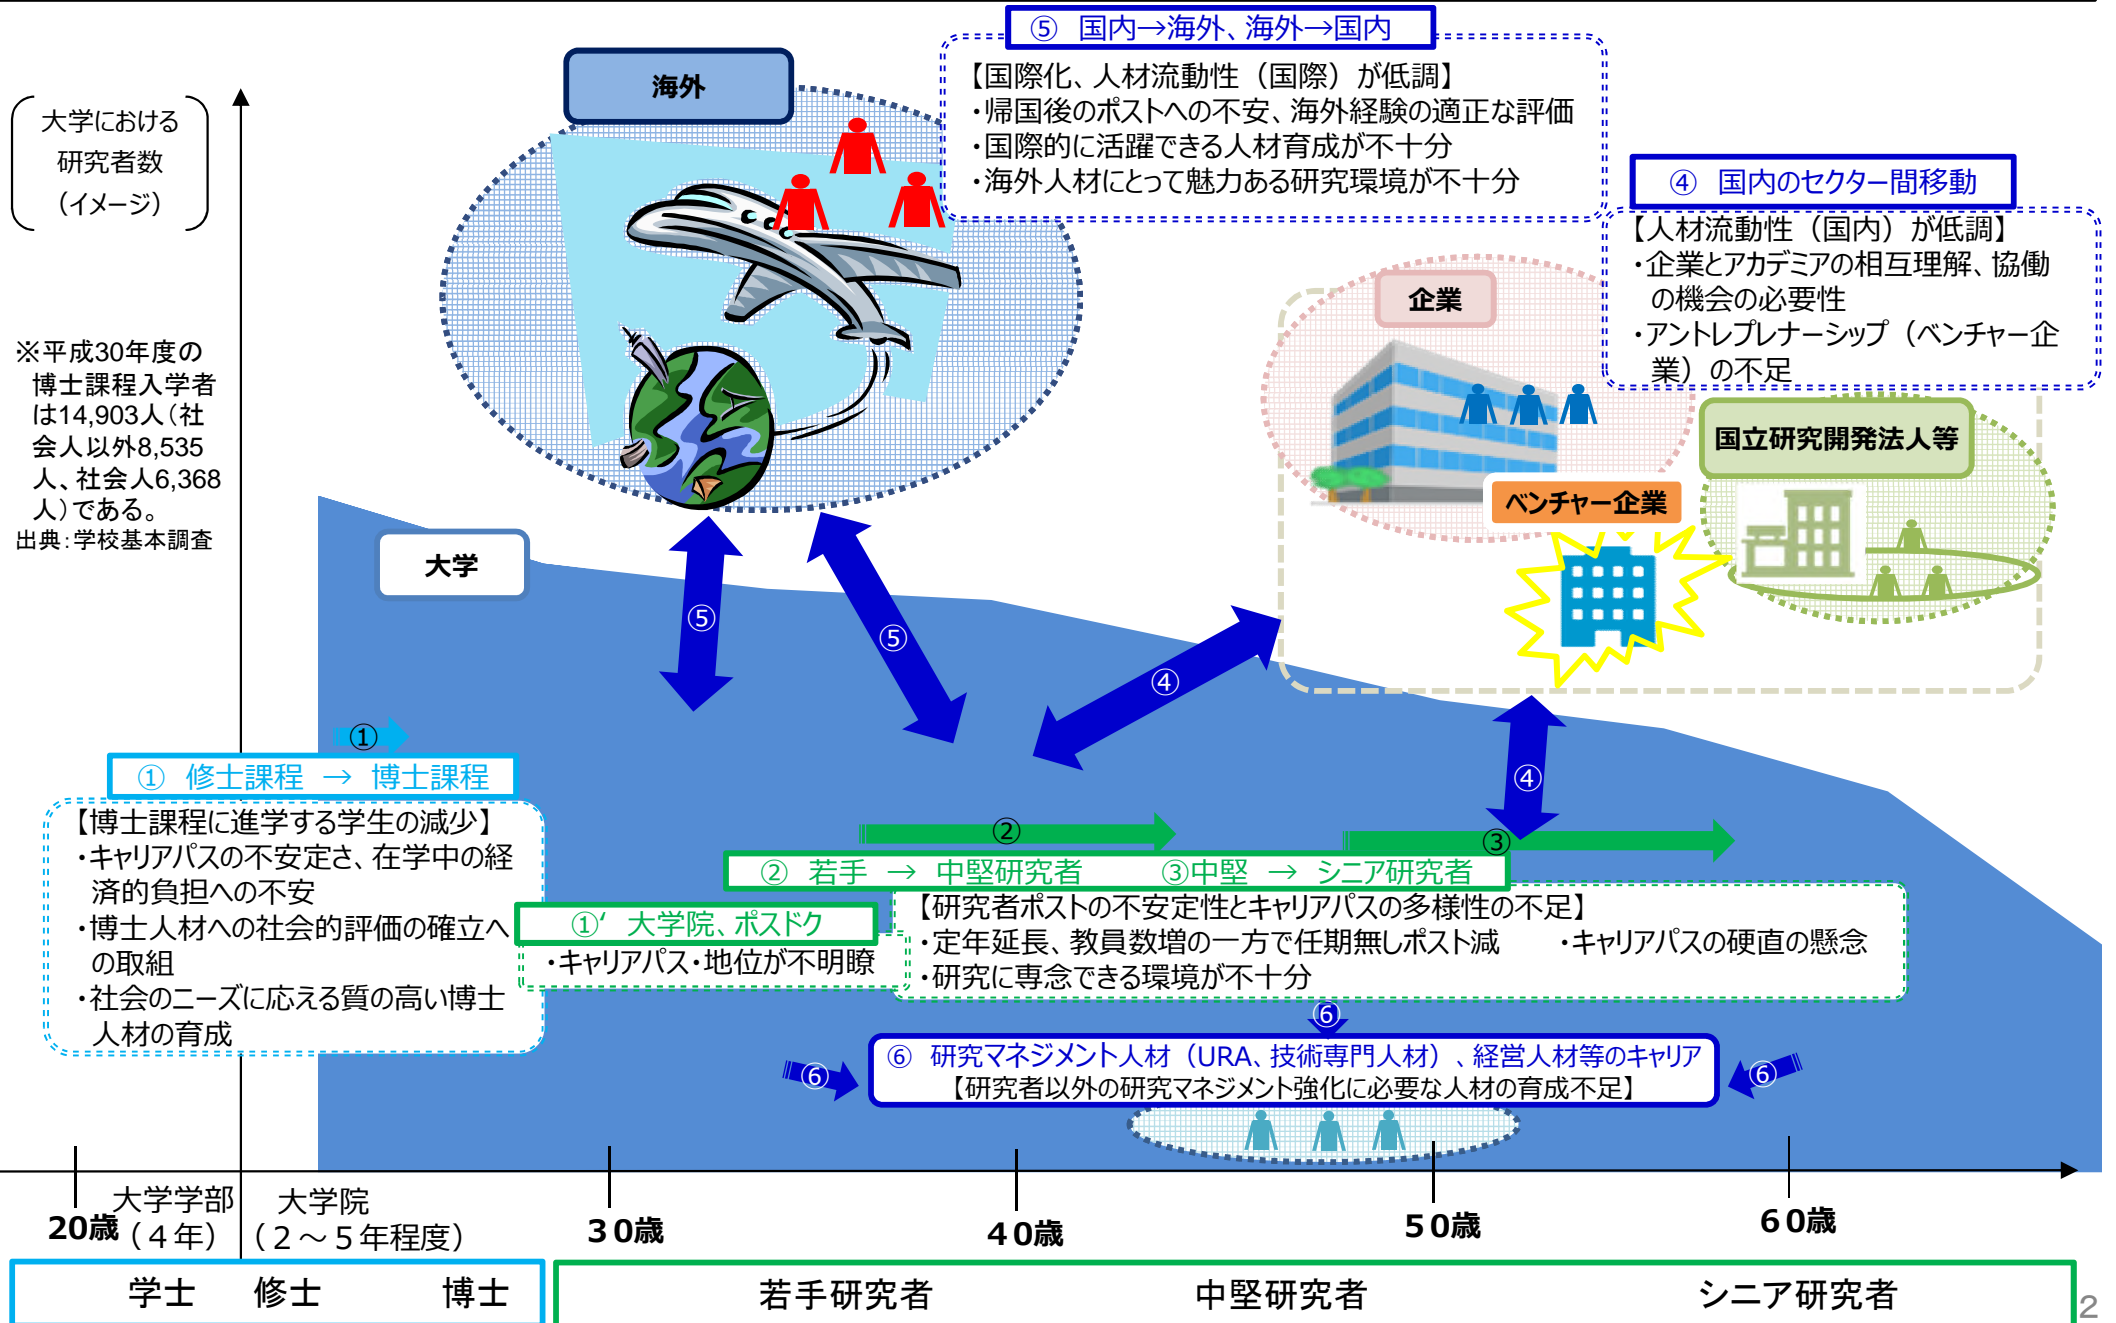 ⑤ 国内→海外、海外→国内
【国際化、人材流動性（国際）が低調】
・帰国後のポストへの不安、海外経験の適正な評価
・国際的に活躍できる人材育成が不十分
・海外人材にとって魅力ある研究環境が不十分
海外
大学における
研究者数
（イメージ）
④ 国内のセクター間移動
【人材流動性（国内）が低調】
・企業とアカデミアの相互理解、協働
の機会の必要性
・アントレプレナーシップ（ベンチャー企
業）の不足
企業
※平成30年度の
博士課程入学者
は14,903人（社
会人以外8,535
人、社会人6,368
人）である。
出典：学校基本調査
国立研究開発法人等
ベンチャー企業
大学
⑤
⑤
④
④
①
① 修士課程 → 博士課程
【博士課程に進学する学生の減少】
・キャリアパスの不安定さ、在学中の経
済的負担への不安
・博士人材への社会的評価の確立へ
の取組
・社会のニーズに応える質の高い博士
人材の育成
②
③
② 若手 → 中堅研究者 ③中堅 → シニア研究者
①‘ 大学院、ポスドク
・キャリアパス・地位が不明瞭
【研究者ポストの不安定性とキャリアパスの多様性の不足】
・定年延長、教員数増の一方で任期無しポスト減 ・キャリアパスの硬直の懸念
・研究に専念できる環境が不十分
⑥
⑥
⑥
⑥ 研究マネジメント人材（URA、技術専門人材）、経営人材等のキャリア
【研究者以外の研究マネジメント強化に必要な人材の育成不足】
20歳
大学学部
（４年）
大学院
（２～５年程度）
３0歳
４0歳
５0歳
６0歳
学士 修士 博士
若手研究者 中堅研究者 シニア研究者
2